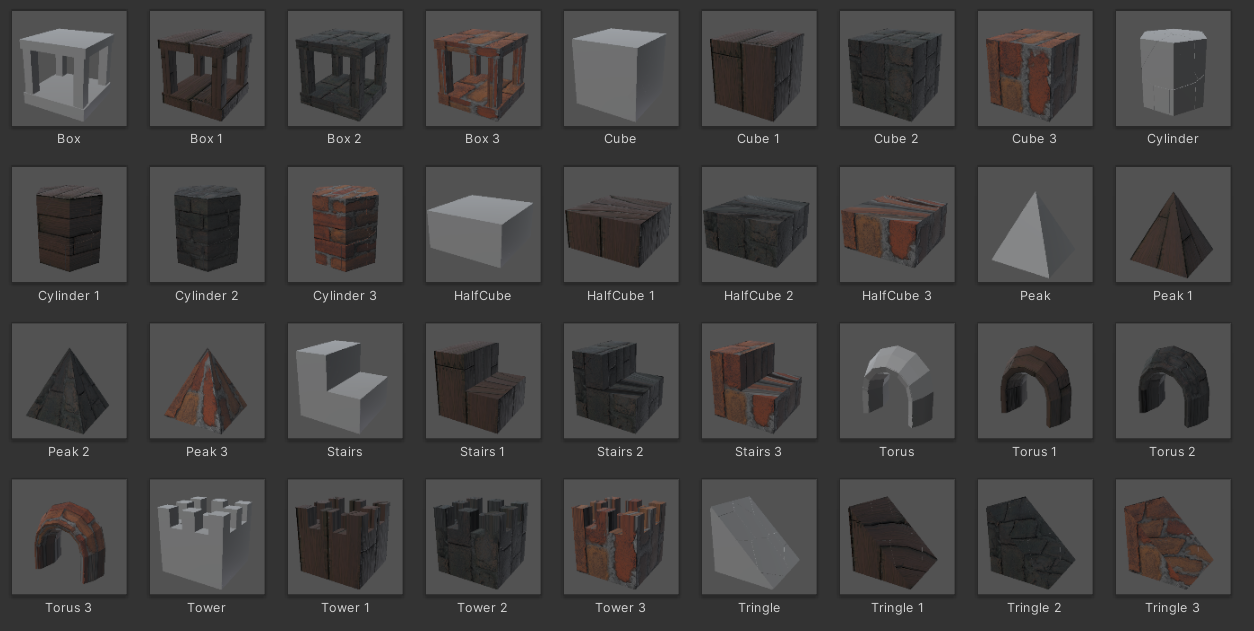 Box Box 1 Box 2 Box 3 Cube Cube 1 Cube 2 Cube 3 Cylinder
Cylinder 1 Cylinder 2 Cylinder 3 HalfCube HalfCube 1 HalfCube 2 HalfCube 3 Peak Peak 1
Peak 2 Peak 3 Stairs Stairs 1 Stairs 2 Stairs 3 Torus Torus 1 Torus 2
Torus 3 Tower Tower 1 Tower 2 Tower 3 Tringle Tringle 1 Tringle 2 Tringle 3